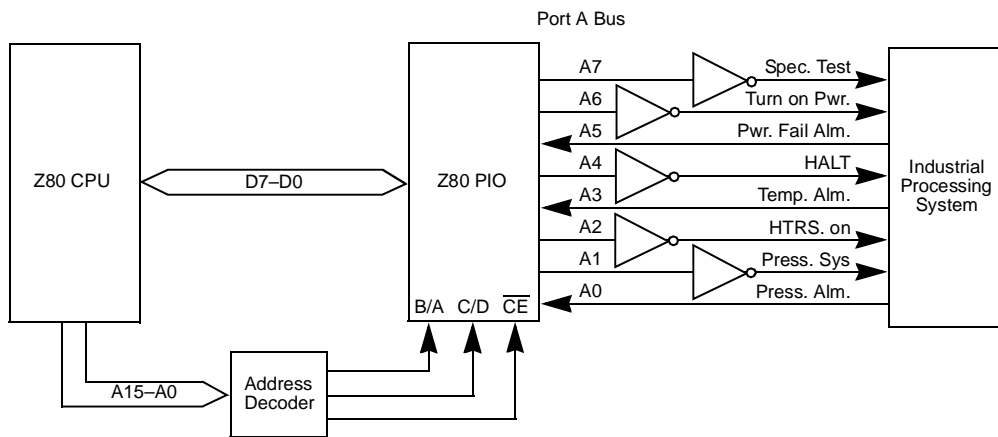 Port A Bus
A7
Spec. Test
A6
Turn on Pwr.
A5
Pwr. Fail Alm.
Z80 CPU
D7–D0
Z80 PIO
A4
HALT
Industrial
Processing
System
A3
Temp. Alm.
A2
HTRS. on
A1
Press. Sys
A0
Press. Alm.
B/A C/D CE
A15–A0
Address
Decoder